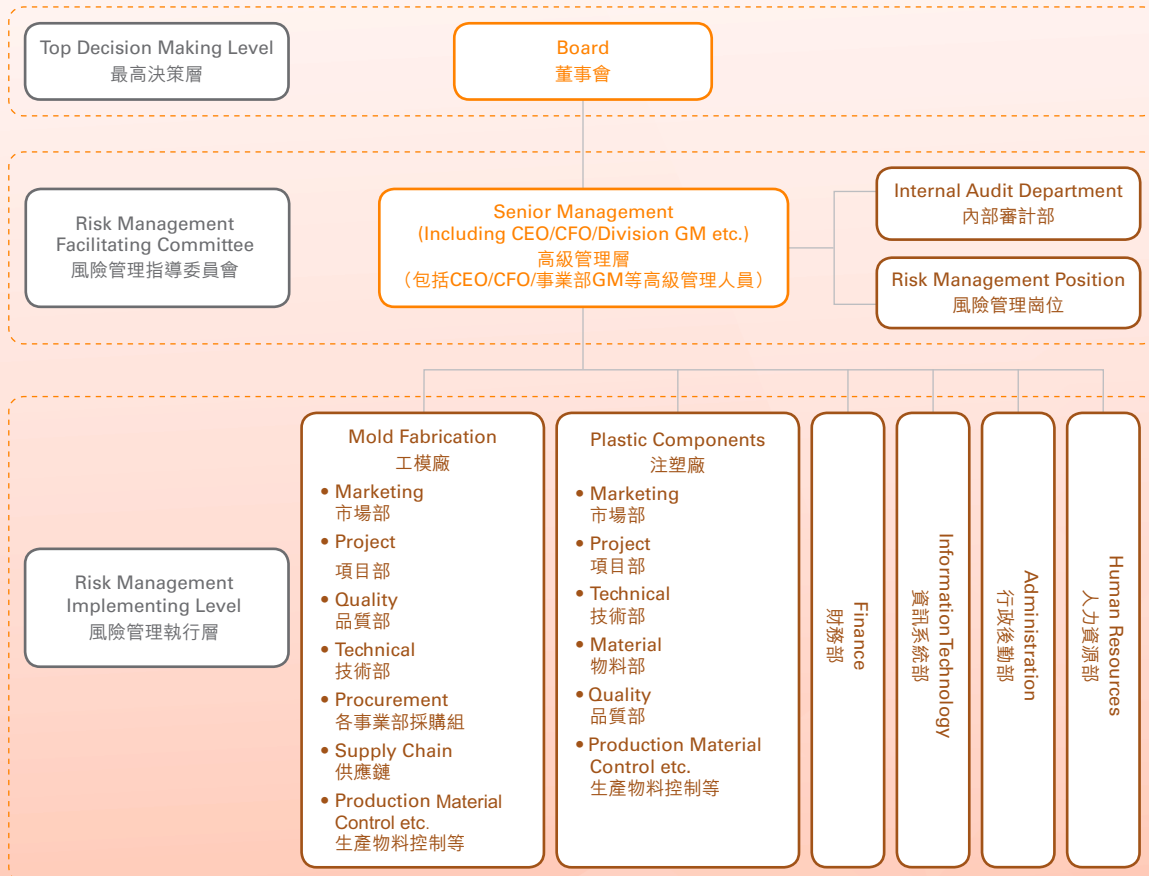 Top Decision Making Level
最高決策層
Board
董事會
Risk Management
Facilitating Committee
風險管理指導委員會
Senior Management
(Including CEO/CFO/Division GM etc.)
高級管理層
（包括CEO/CFO/事業部GM等高級管理人員）
Internal Audit Department
內部審計部
Risk Management Position
風險管理崗位
Risk Management
Implementing Level
風險管理執行層
Mold Fabrication
工模廠
• Marketing
市場部
• Project
項目部
• Quality
品質部
• Technical
技術部
• Procurement
各事業部採購組
• Supply Chain
供應鏈
• Production Material
Control etc.
生產物料控制等
Plastic Components
注塑廠
• Marketing
市場部
• Project
項目部
• Technical
技術部
• Material
物料部
• Quality
品質部
• Production Material
Control etc.
生產物料控制等
Finance
財務部
Information Technology
資訊系統部
Administration
行政後勤部
Human Resources
人力資源部